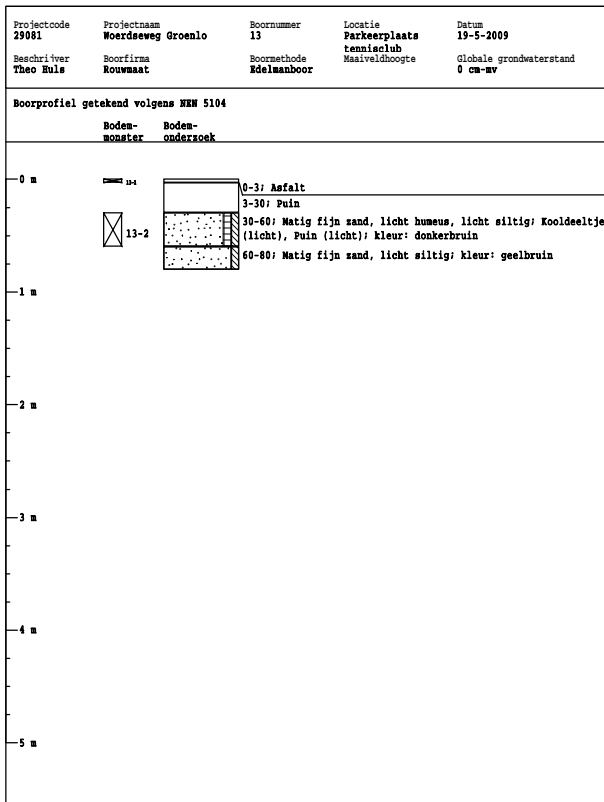 Projectcode Projectnaam Boornummer Locatie Datum
29081 Woerdseweg Groenlo 13 Parkeerplaats 19-5-2009
tennisclub
Beschrijver Boorfirma Boormethode Maaiveldhoogte Globale grondwaterstand
Theo Huls Rouwmaat Edelmanboor 0 cm-mv
Boorprofiel getekend volgens NEN 5104
Bodem- Bodem-
monster onderzoek
0 m 13-1
0-3; Asfalt
3-30; Puin
30-60; Matig fijn zand, licht humeus, licht siltig; Kooldeeltje
13-2 (licht), Puin (licht); kleur: donkerbruin
60-80; Matig fijn zand, licht siltig; kleur: geelbruin
1 m
2 m
3 m
4 m
5 m